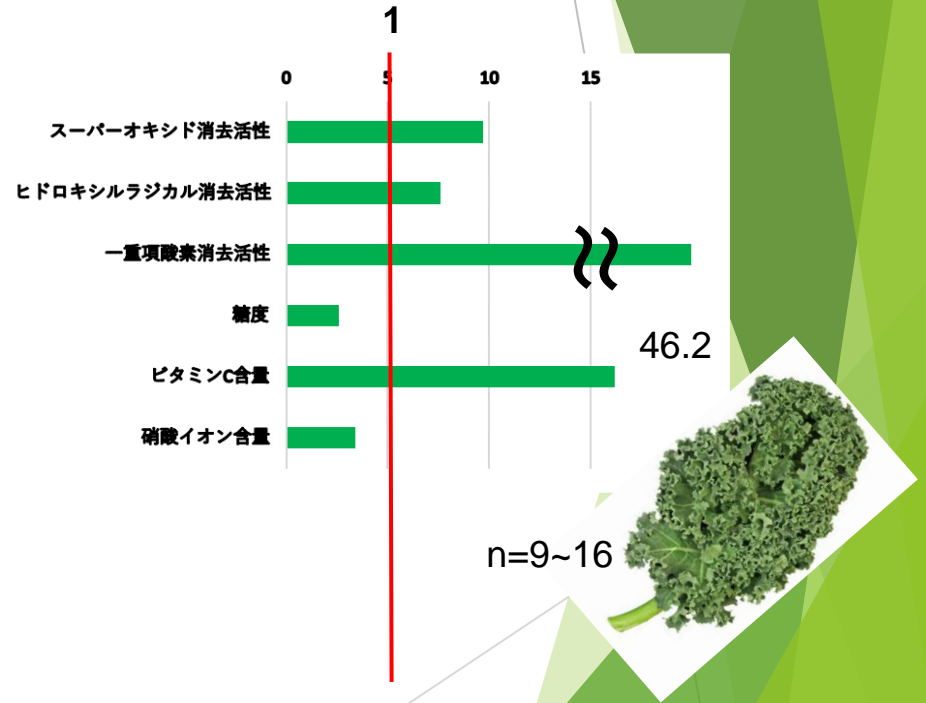 1
0 5 10 15
スーパーオキシド消去活性
ヒドロキシルラジカル消去活性
一重項酸素消去活性
糖度
46.2
ビタミンC含量
硝酸イオン含量
n=9~16